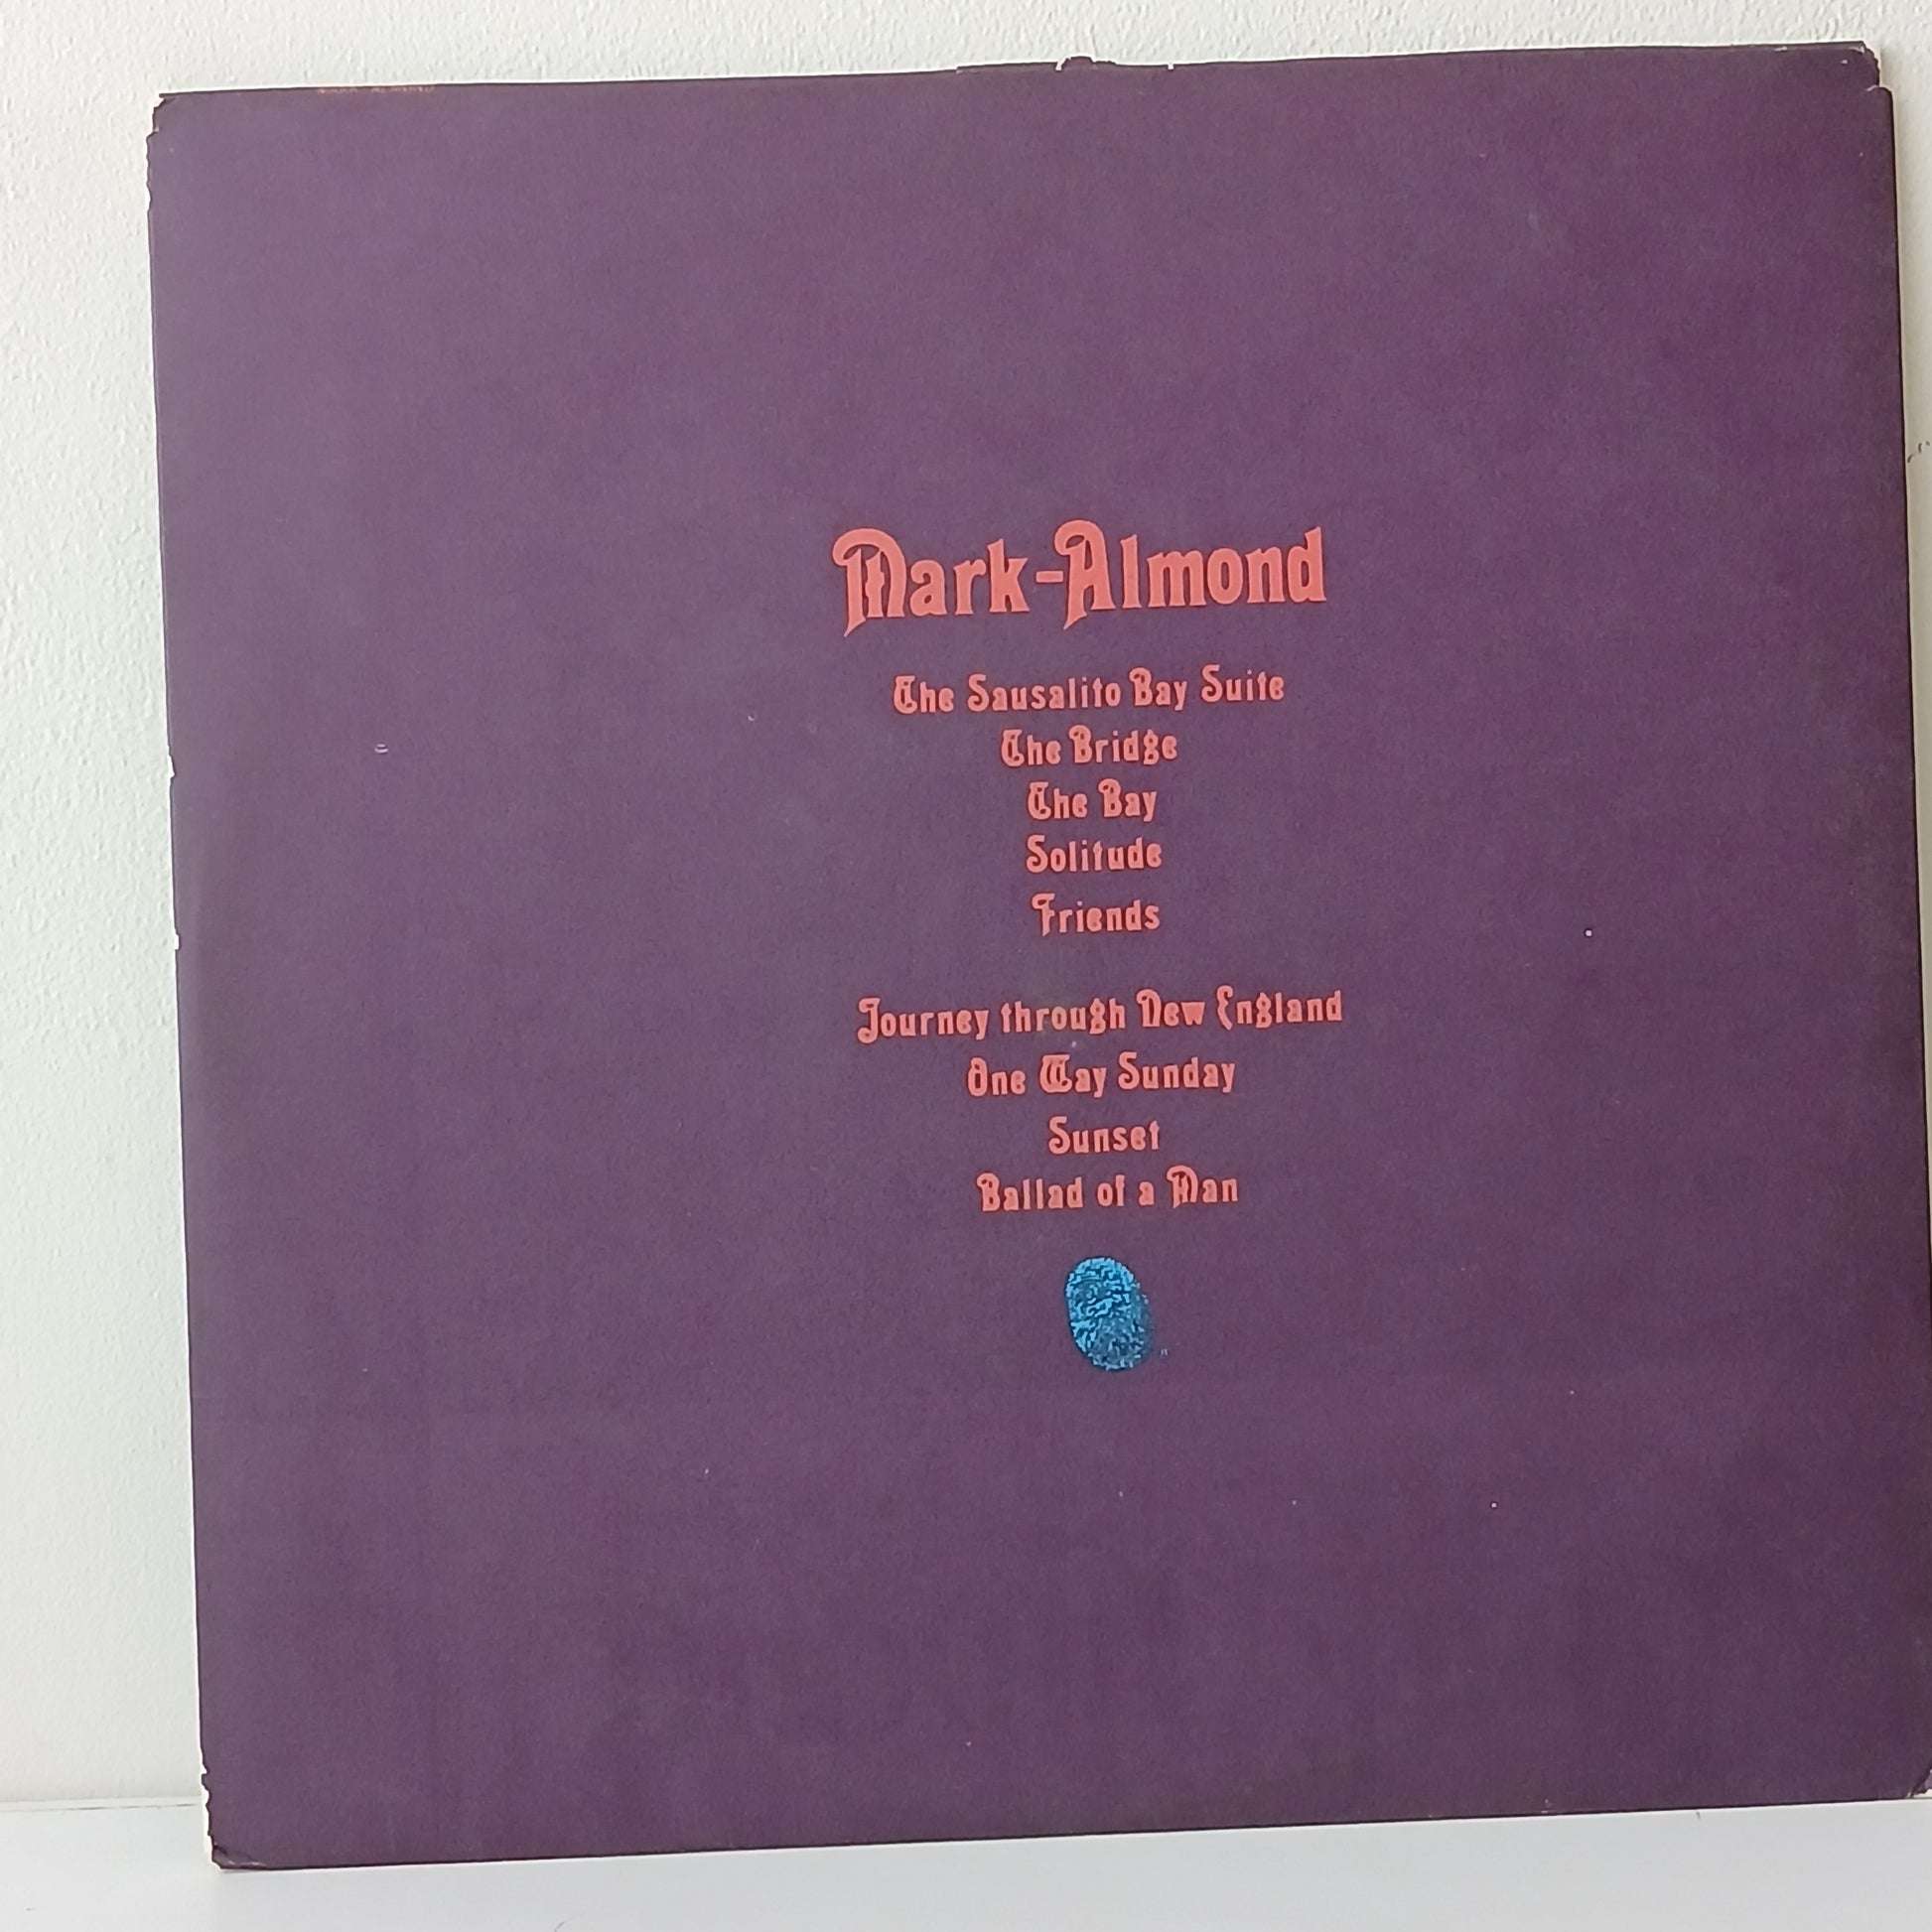 Mark-Almond
The Sausalito Bay Suite
The Bridge
The Bay
Solitude
Friends
Journey through New England
One Way Sunday
Sunset
Ballad of a Man